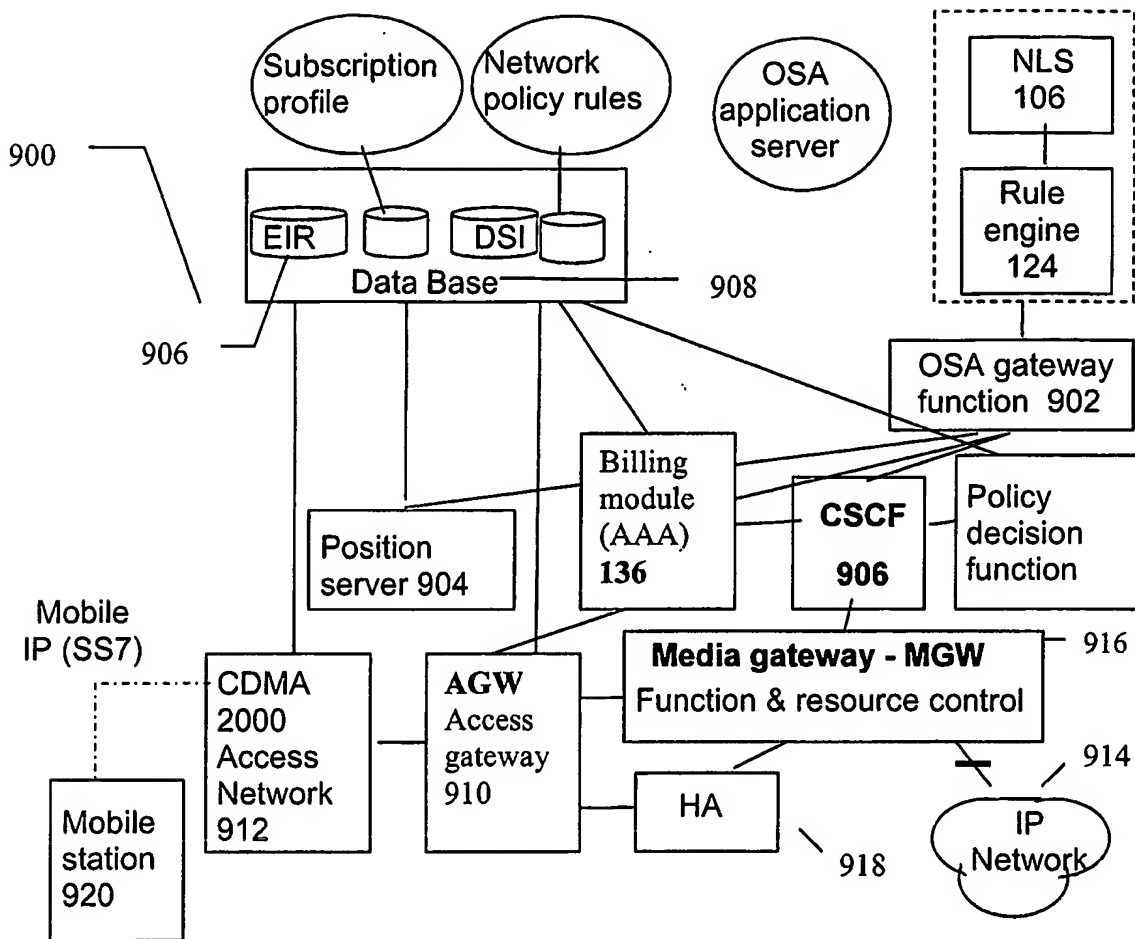 Subscription
profile
Network
policy rules
OSA
application
server
NLS
106
Rule
engine
124
900
EIR
DSI
Data Base
908
906
OSA gateway
function 902
Billing
module
(AAA)
136
CSCF
906
Policy
decision
function
Position
server 904
Mobile
IP (SS7)
CDMA
2000
Access
Network
912
AGW
Access
gateway
910
Media gateway - MGW
Function & resource control
916
914
HA
918
IP
Network
Mobile
station
920